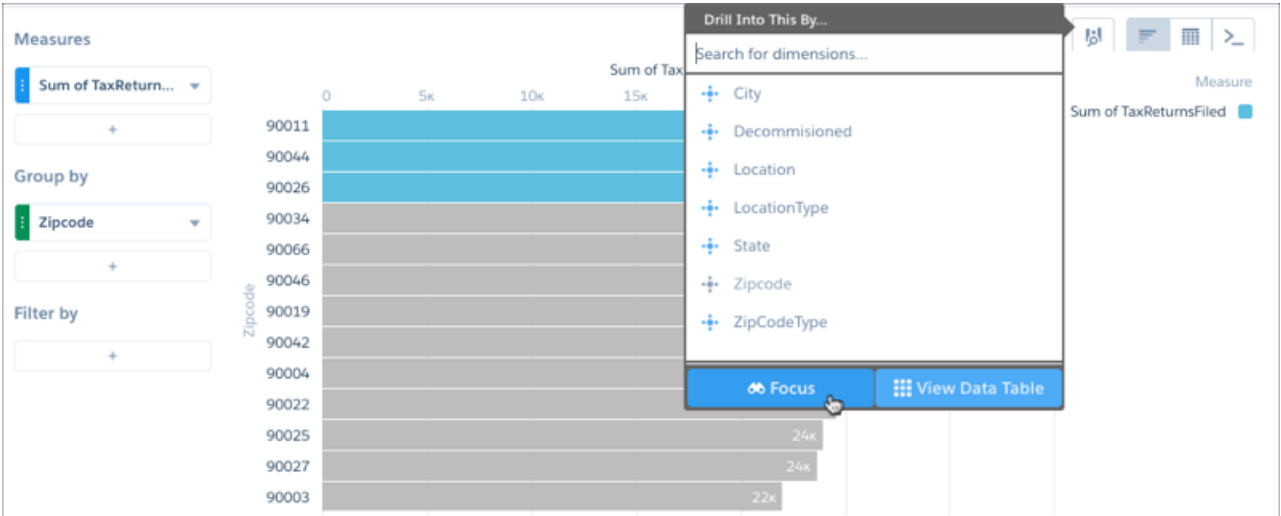 Measures
Sum of TaxReturn...
+
Group by
Zipcode
+
Filter by
+
Sum of Tax
0 5K 10K 15K
Zipcode
90011
90044
90026
90034
90066
90046
90019
90042
90004
90022
90025 24K
90027 24K
90003 22K
Drill Into This By...
Search for dimensions...
City
Decommisioned
Location
LocationType
State
Zipcode
ZipCodeType
Focus
View Data Table
Measure
Sum of TaxReturnsFiled